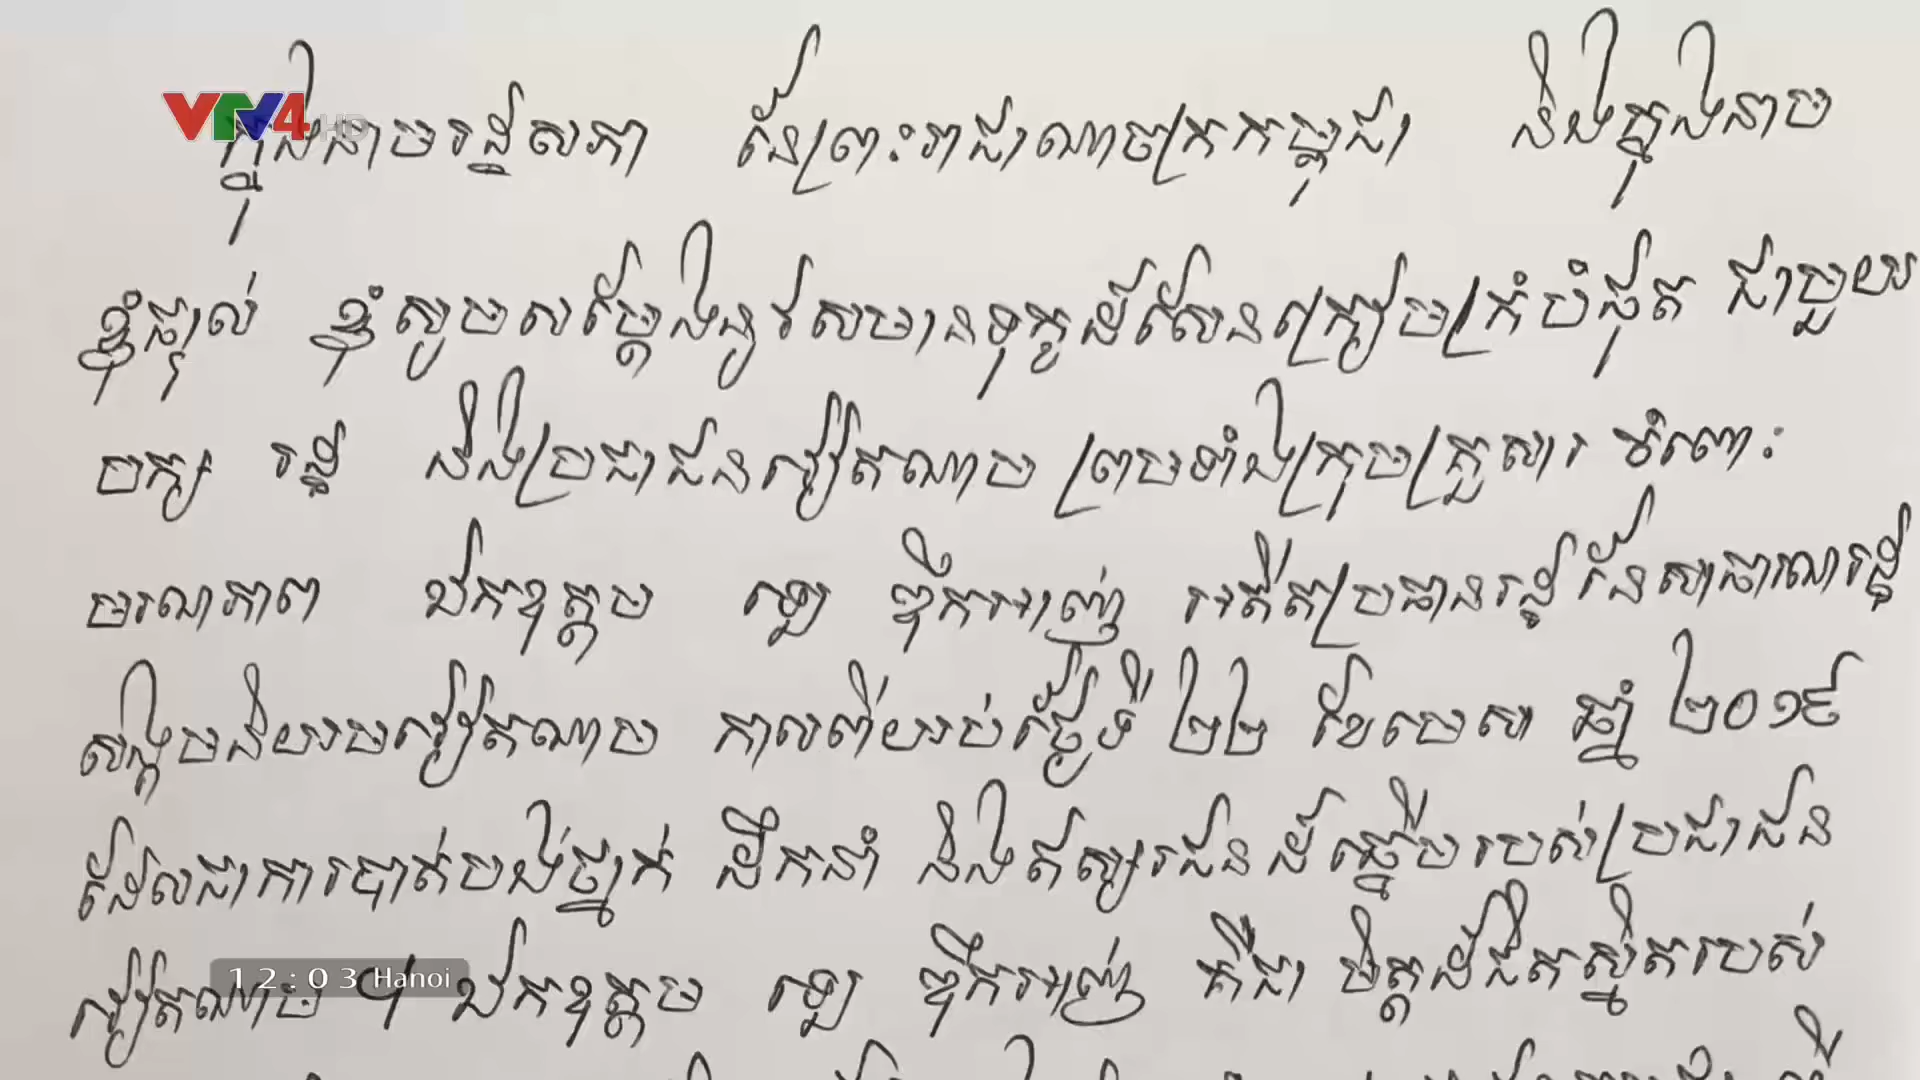 VTV4 HD
ក្នុងនាមរដ្ឋសភា នៃព្រះរាជាណាចក្រកម្ពុជា និងក្នុងនាម
ខ្ញុំផ្ទាល់ ខ្ញុំសូមសម្តែងនូវសមានទុក្ខដ៏សែនក្រៀមក្រំបំផុត ជាមួយ
បក្ស រដ្ឋ និងប្រជាជនវៀតណាម ព្រមទាំងក្រុមគ្រួសារ ចំពោះ
មរណភាព ឯកឧត្តម ឡេ ឌឹកអាញ់ អតីតប្រធានរដ្ឋ នៃសាធារណរដ្ឋ
សង្គមនិយមវៀតណាម កាលពីយប់ថ្ងៃទី ២២ ខែមេសា ឆ្នាំ ២០១៩
ដែលជាការបាត់បង់ថ្នាក់ ដឹកនាំ និងឥស្សរជនដ៏ឆ្នើមរបស់ប្រជាជន
វៀតណាម ។ ឯកឧត្តម ឡេ ឌឹកអាញ់ គឺជា មិត្តដ៏ជិតស្និតរបស់
12:03 Hanoi